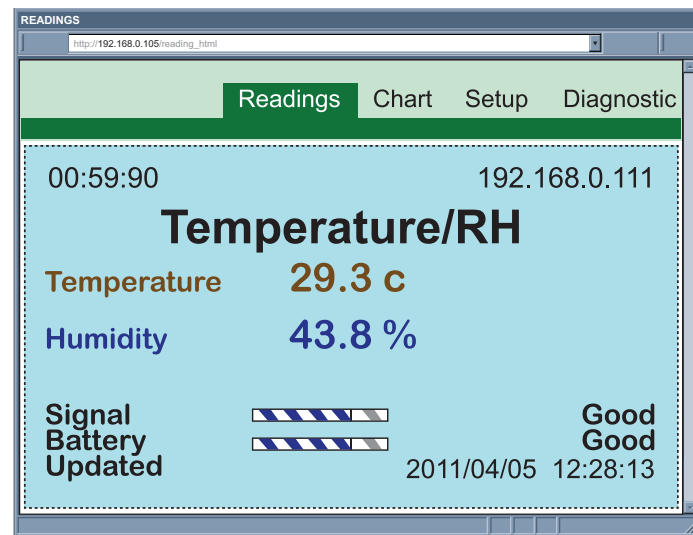 READINGS
http://192.168.0.105/reading_html
Readings Chart Setup Diagnostic
00:59:90 192.168.0.111
Temperature/RH
Temperature 29.3 c
Humidity 43.8 %
Signal Good
Battery Good
Updated 2011/04/05 12:28:13